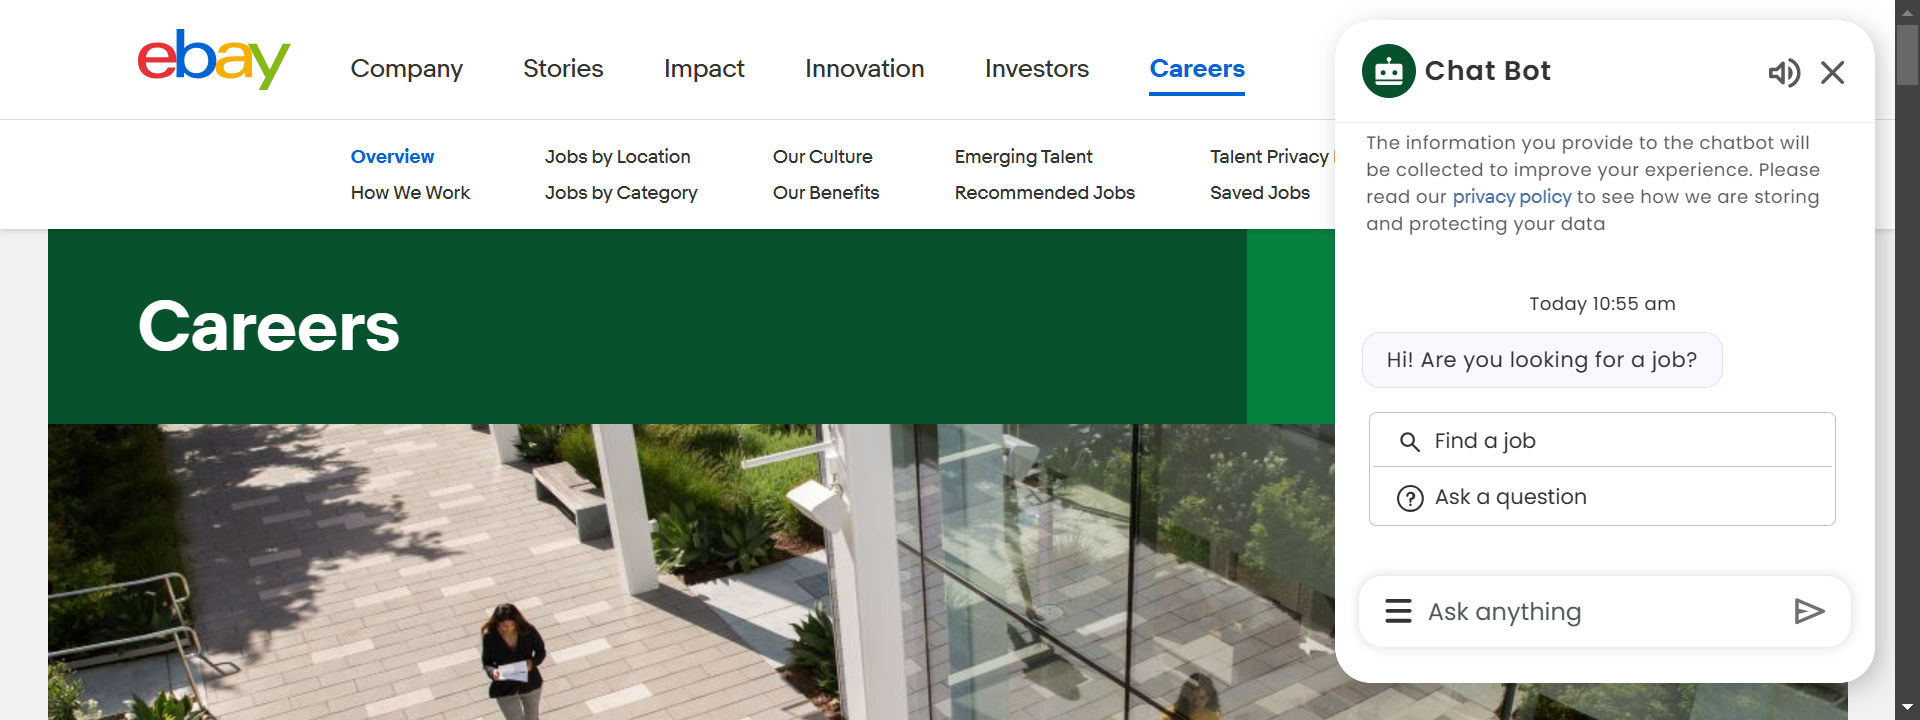 ebay
Company Stories Impact Innovation Investors Careers
Overview Jobs by Location Our Culture Emerging Talent Talent Privacy
How We Work Jobs by Category Our Benefits Recommended Jobs Saved Jobs
Careers
Chat Bot
The information you provide to the chatbot will
be collected to improve your experience. Please
read our privacy policy to see how we are storing
and protecting your data
Today 10:55 am
Hi! Are you looking for a job?
Find a job
Ask a question
Ask anything